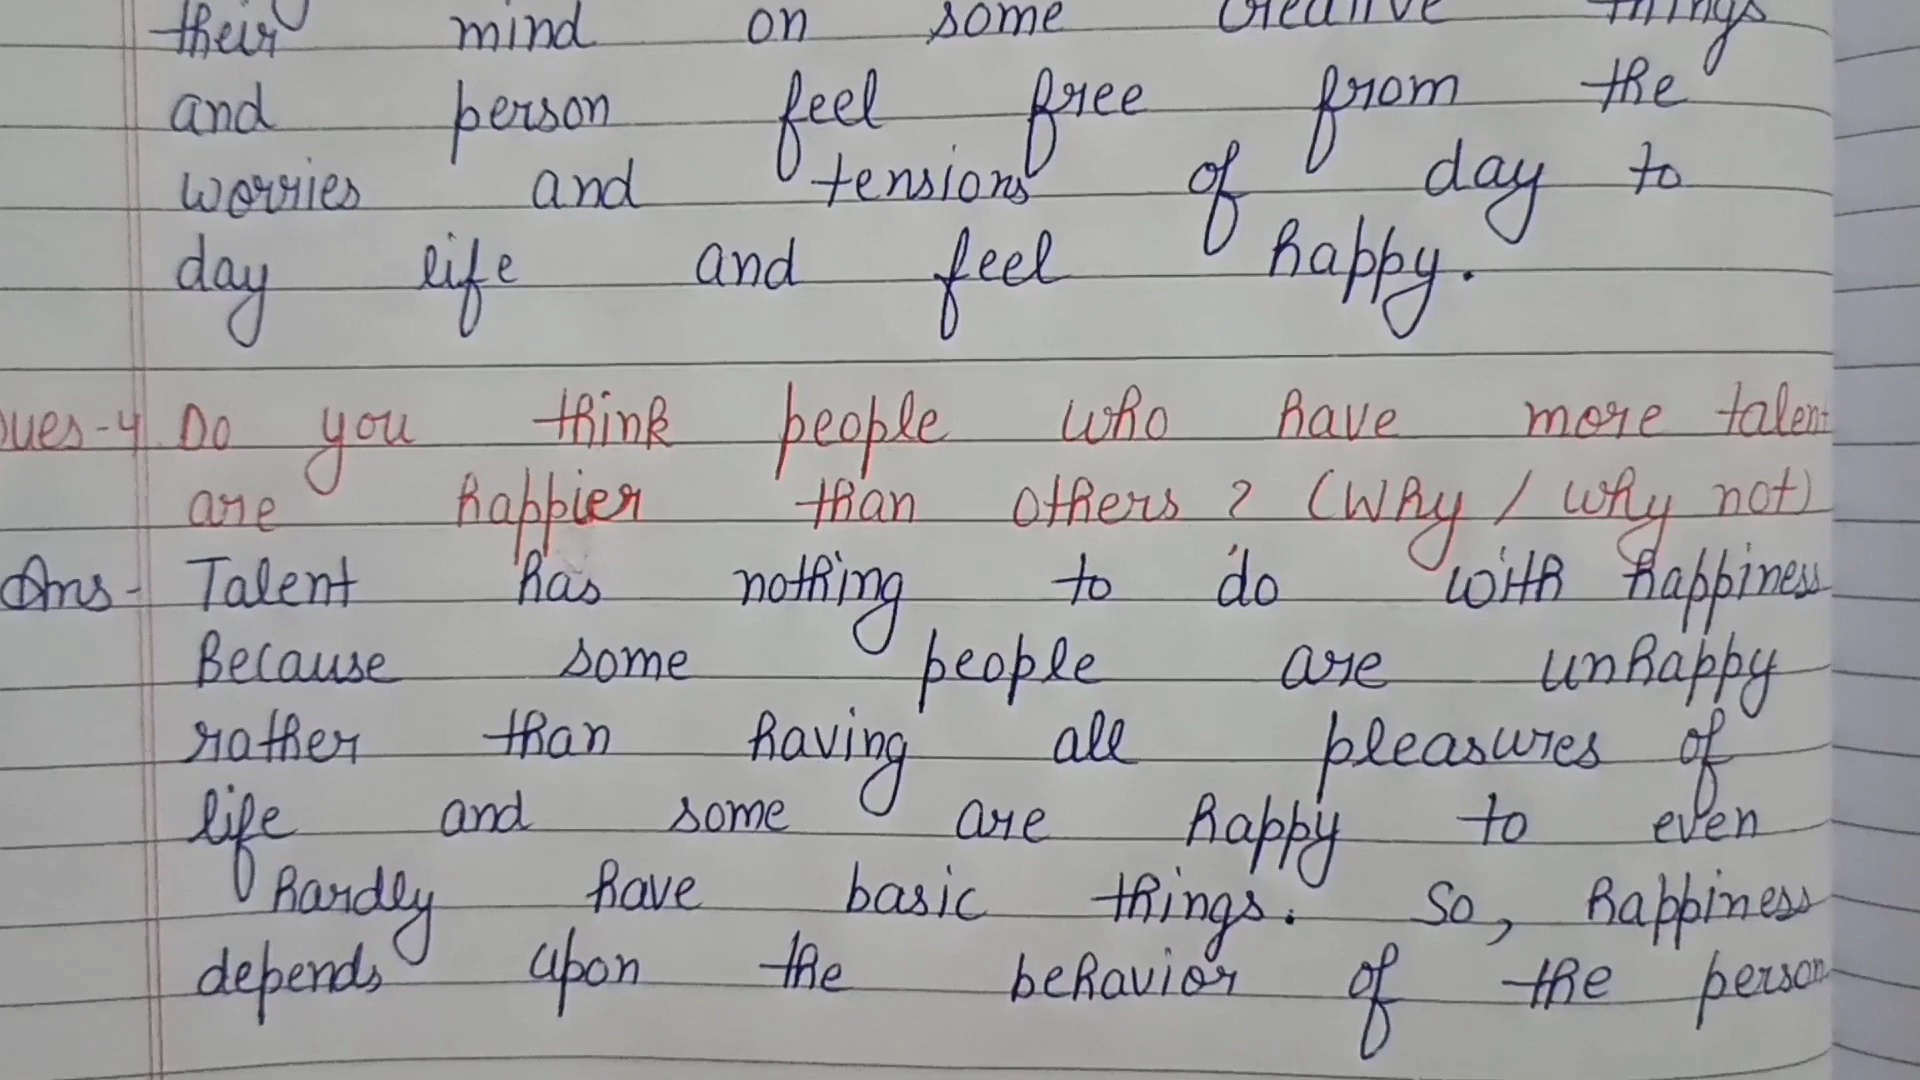 their mind on some creative things
and person feel free from the
worries and tensions of day to
day life and feel happy.
Ques-4 Do you think people who have more talent
are happier than others? (Why / Why not)
Ans- Talent has nothing to do with happiness
Because some people are unhappy
rather than having all pleasures of
life and some are happy to even
hardly have basic things. So, happiness
depends upon the behavior of the person